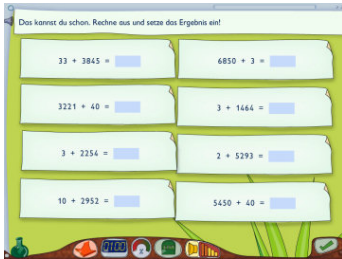 Das kannst du schon. Rechne aus und setze das Ergebnis ein!
33 + 3845 =
6850 + 3 =
3221 + 40 =
3 + 1464 =
3 + 2254 =
2 + 5293 =
10 + 2952 =
5450 + 40 =